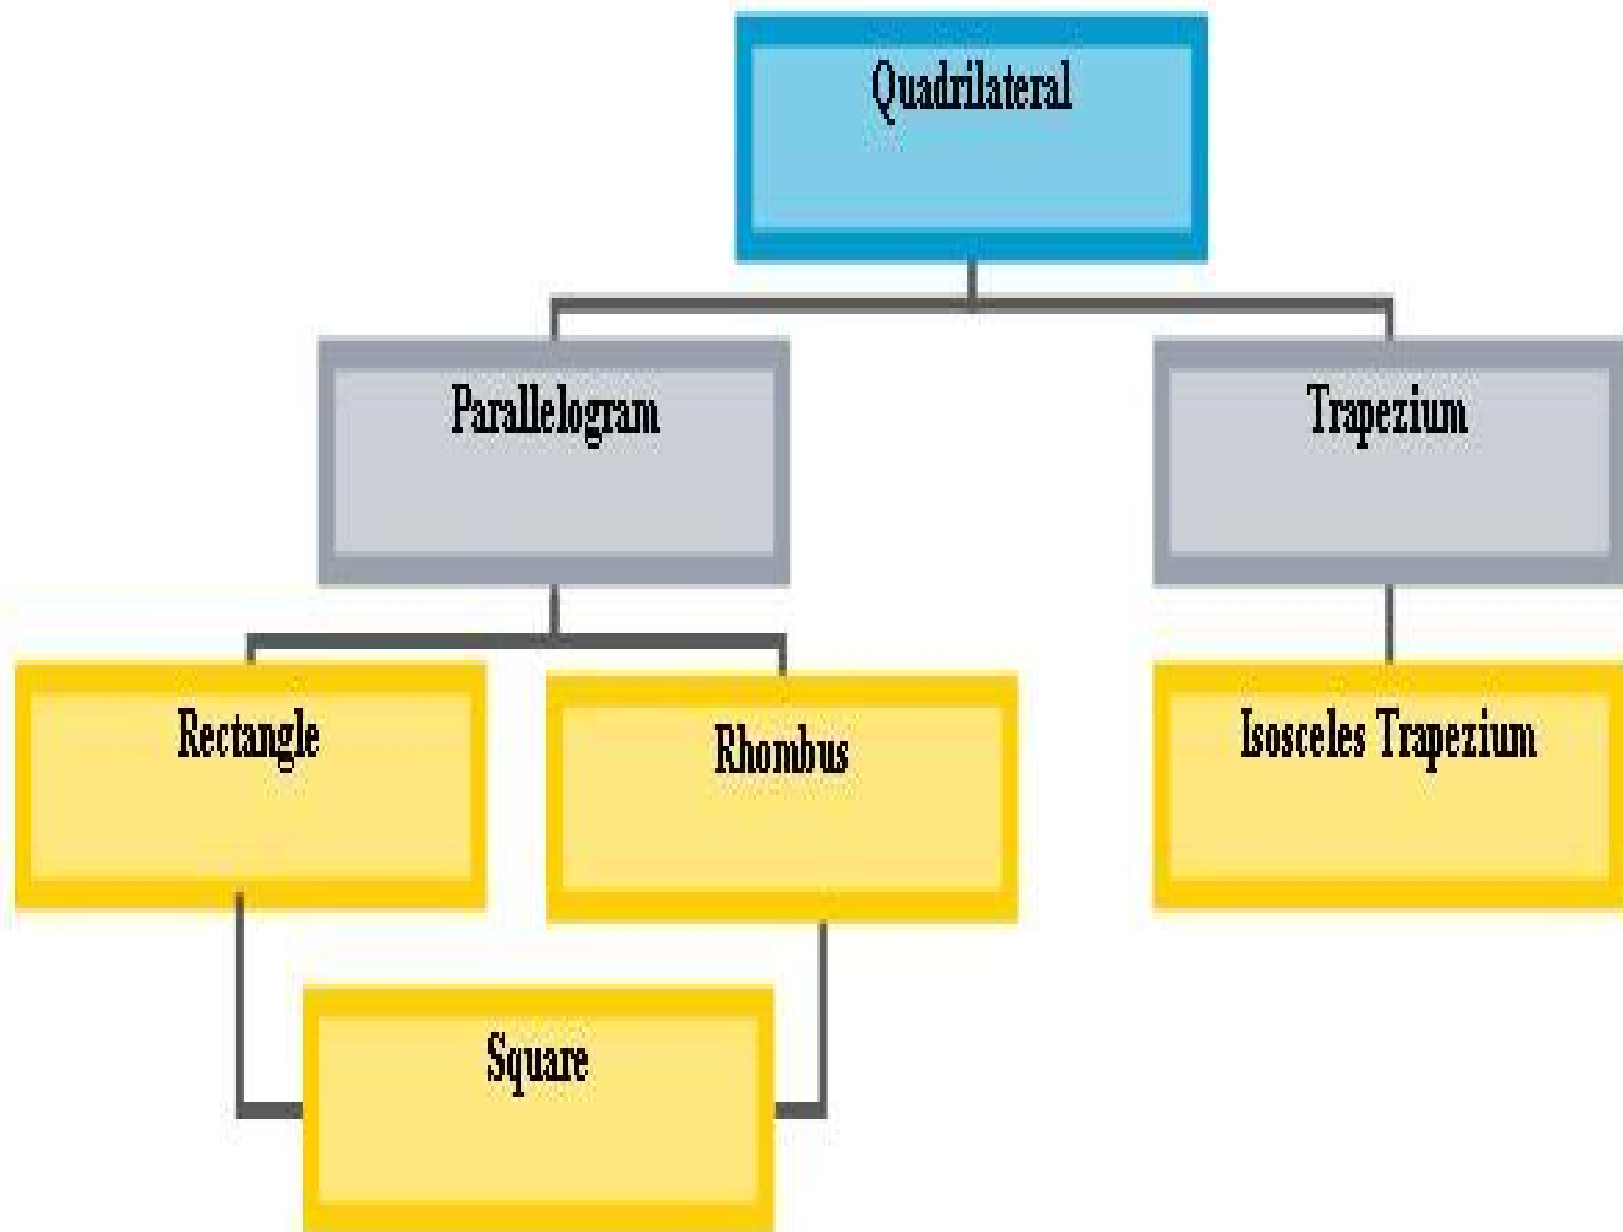 Quadrilateral
Parallelogram
Trapezium
Rectangle
Rhombus
Isosceles Trapezium
Square